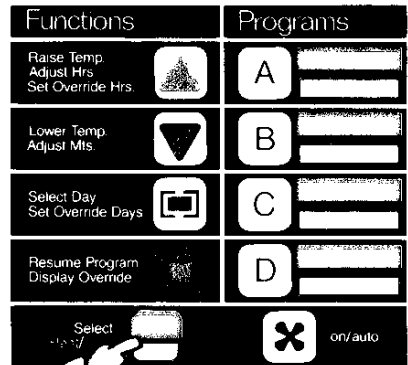 Functions
Programs
Raise Temp.
Adjust Hrs
Set Override Hrs.
A
Lower Temp.
Adjust Mts.
B
Select Day
Set Override Days
C
Resume Program
Display Override
D
Select
on/auto